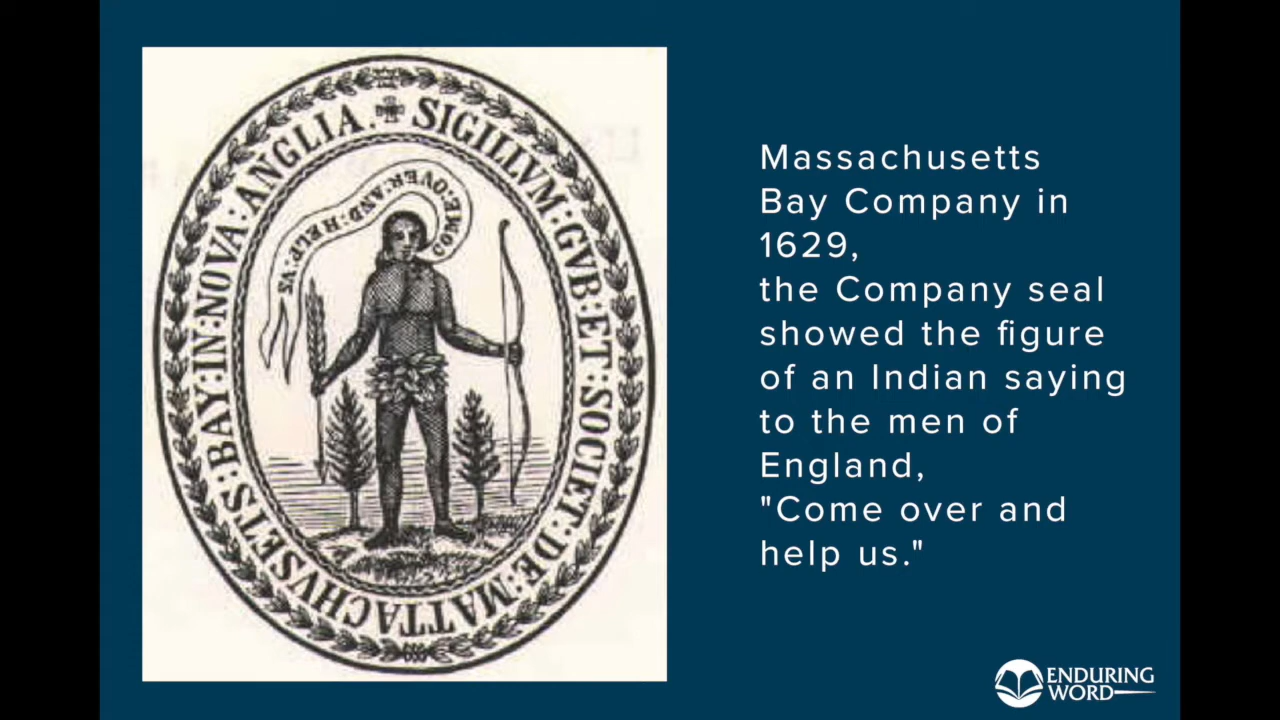 SIGILLVM: GVB: ET: SOCIET: DE: MATTACHVSETS: BAY: IN: NOVA: ANGLIA.
COME: OVER: AND: HELP: VS
Massachusetts
Bay Company in
1629,
the Company seal
showed the figure
of an Indian saying
to the men of
England,
"Come over and
help us."
ENDURING
WORD